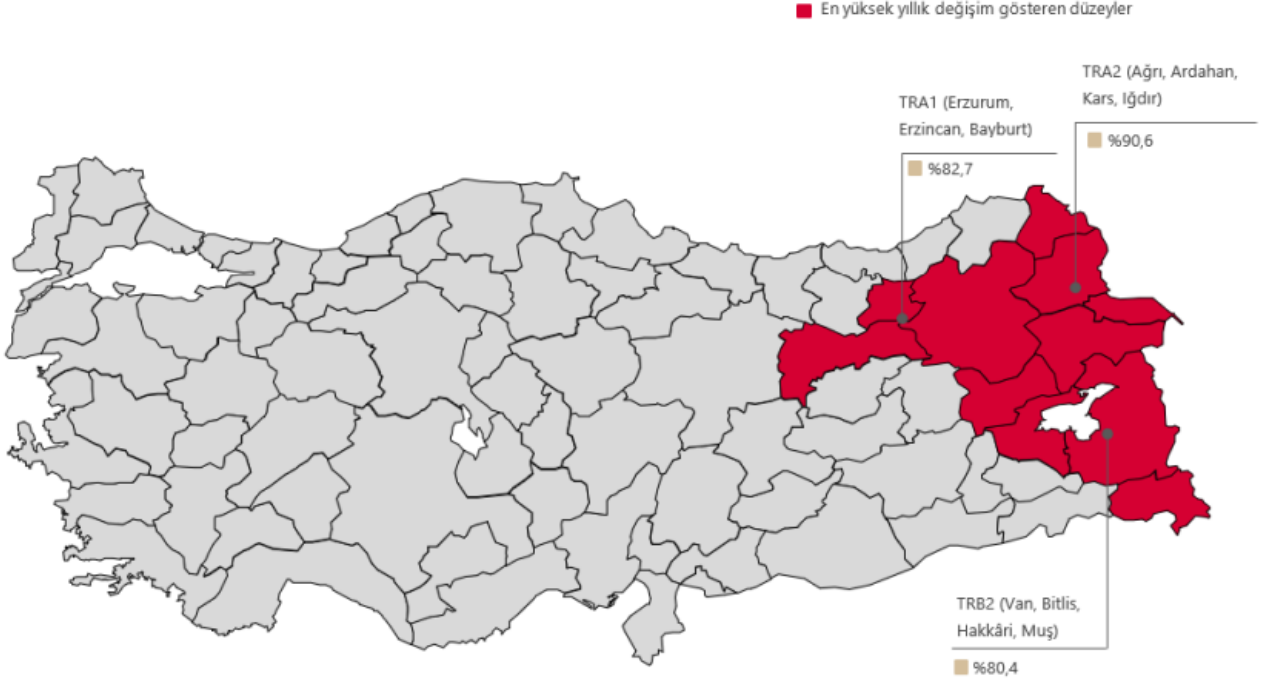 En yüksek yıllık değişim gösteren düzeyler
TRA2 (Ağrı, Ardahan,
Kars, Iğdır)
%90,6
TRA1 (Erzurum,
Erzincan, Bayburt)
%82,7
TRB2 (Van, Bitlis,
Hakkâri, Muş)
%80,4